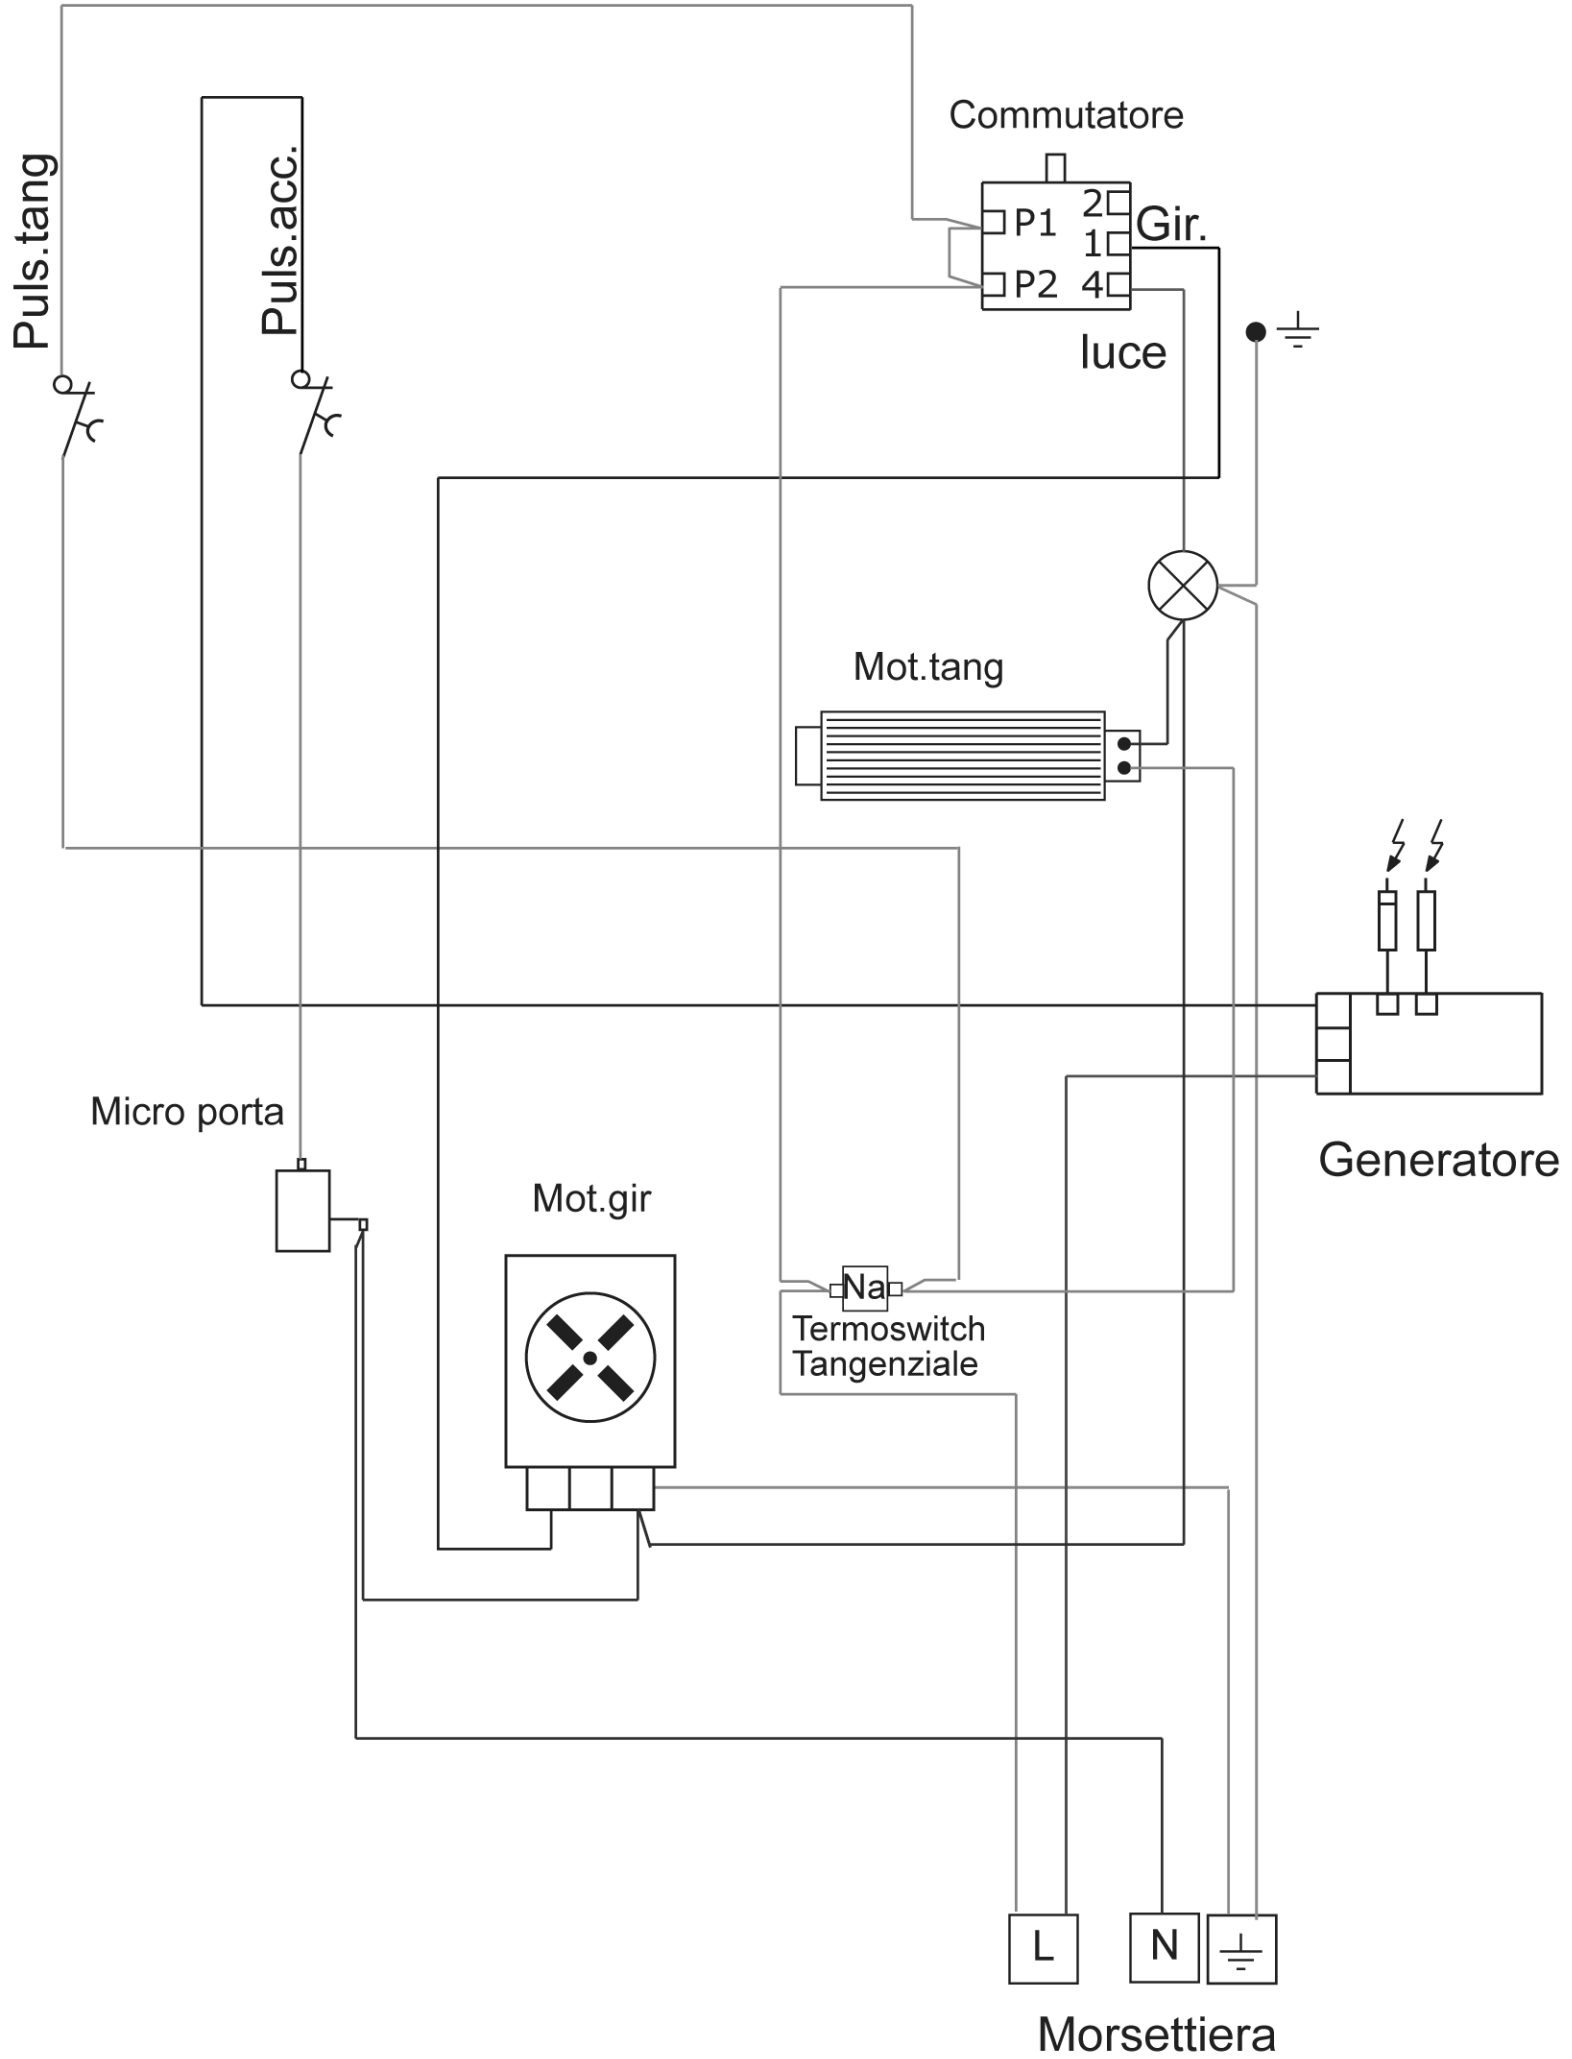 Commutatore
Puls.tang
Puls.acc.
P1
2
Gir.
1
P2
4
luce
Mot.tang
Micro porta
Generatore
Mot.gir
Na
Termoswitch
Tangenziale
L
N
Morsettiera